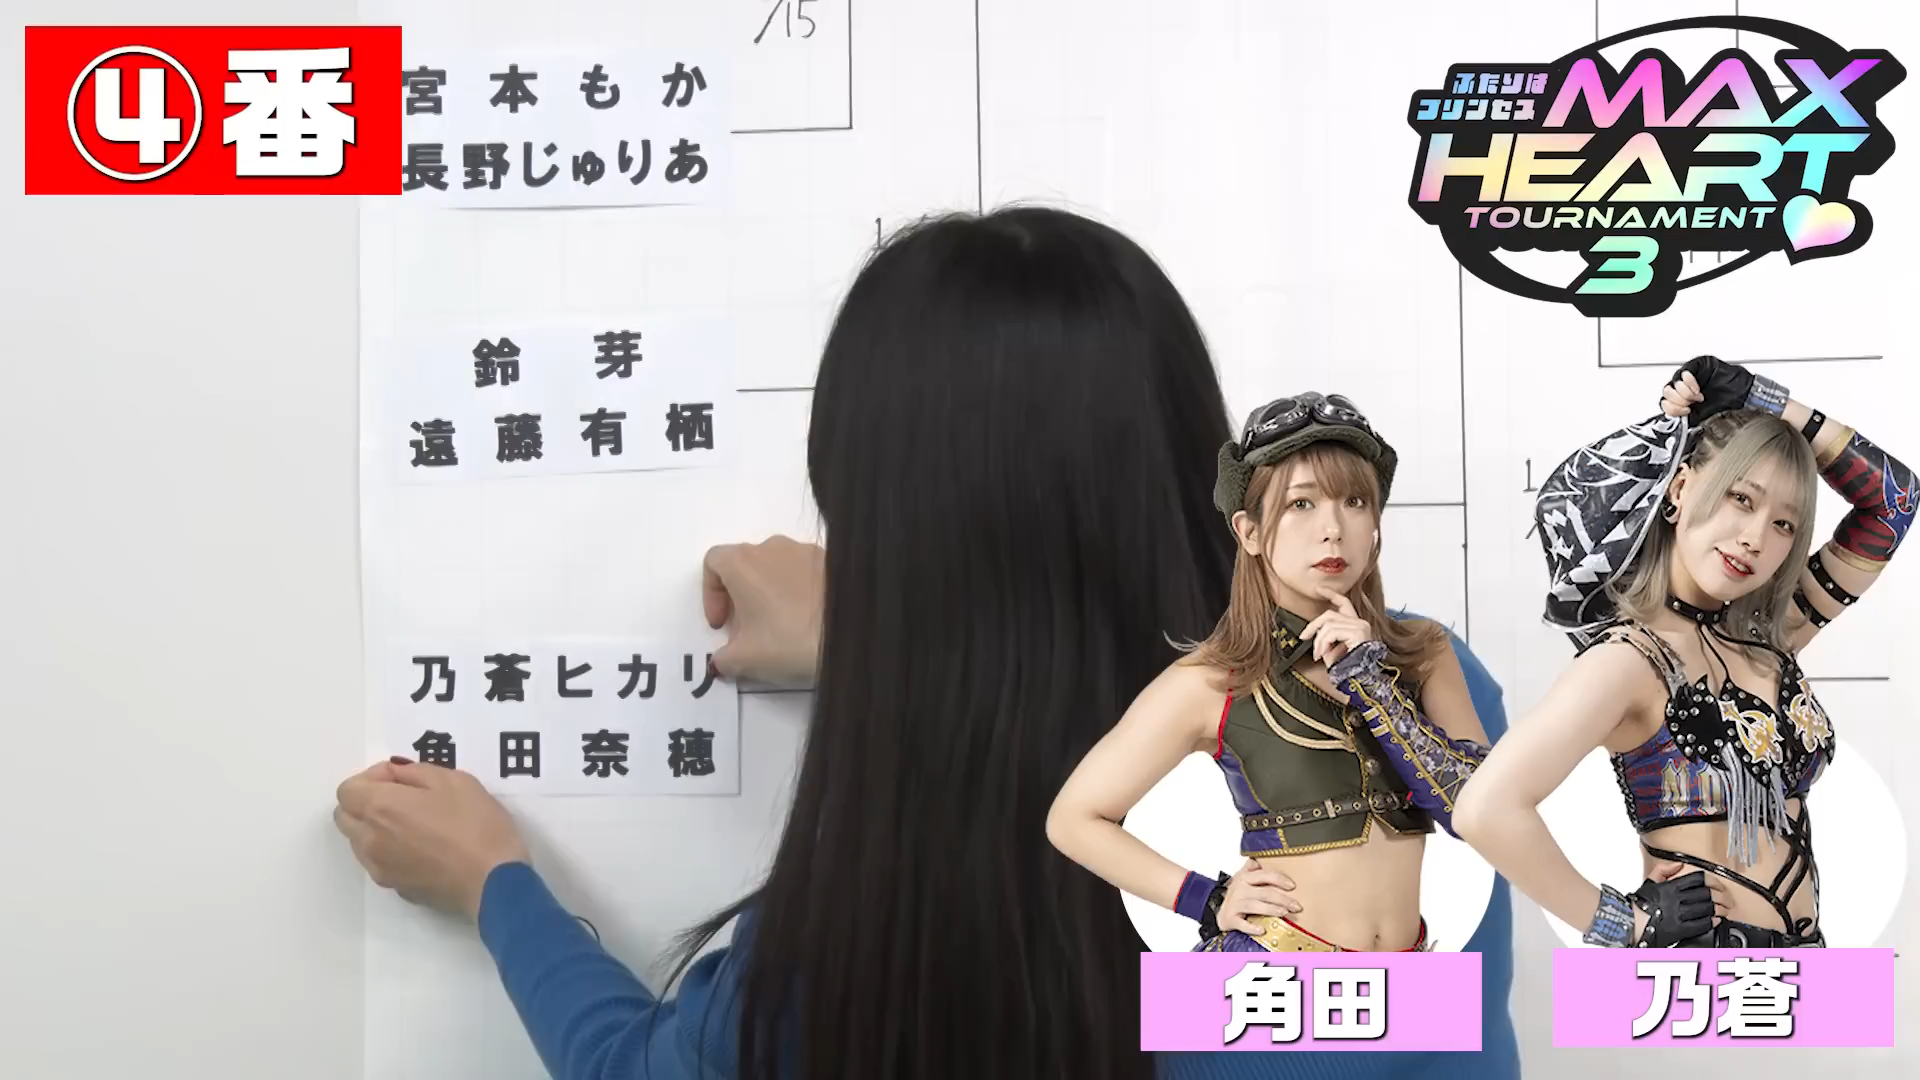 ④番
/15
宮本もか
長野じゅりあ
鈴芽
遠藤有栖
乃蒼ヒカリ
角田奈穂
ふたりは
プリンセス
MAX
HEART
TOURNAMENT
3
角田
乃蒼